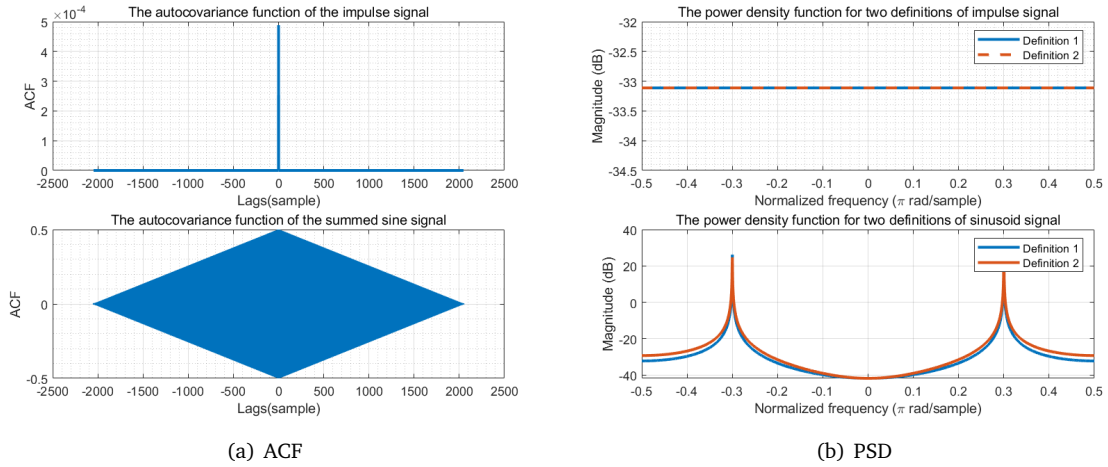 The autocovariance function of the impulse signal
5 ×10⁻⁴
4
3
2
1
0
ACF
-2500 -2000 -1500 -1000 -500 0 500 1000 1500 2000 2500
Lags(sample)
The autocovariance function of the summed sine signal
0.5
0
-0.5
ACF
-2500 -2000 -1500 -1000 -500 0 500 1000 1500 2000 2500
Lags(sample)
(a) ACF
The power density function for two definitions of impulse signal
-32
-32.5
-33
-33.5
-34
-34.5
Magnitude (dB)
Definition 1
Definition 2
-0.5 -0.4 -0.3 -0.2 -0.1 0 0.1 0.2 0.3 0.4 0.5
Normalized frequency (π rad/sample)
The power density function for two definitions of sinusoid signal
40
20
0
-20
-40
Magnitude (dB)
Definition 1
Definition 2
-0.5 -0.4 -0.3 -0.2 -0.1 0 0.1 0.2 0.3 0.4 0.5
Normalized frequency (π rad/sample)
(b) PSD